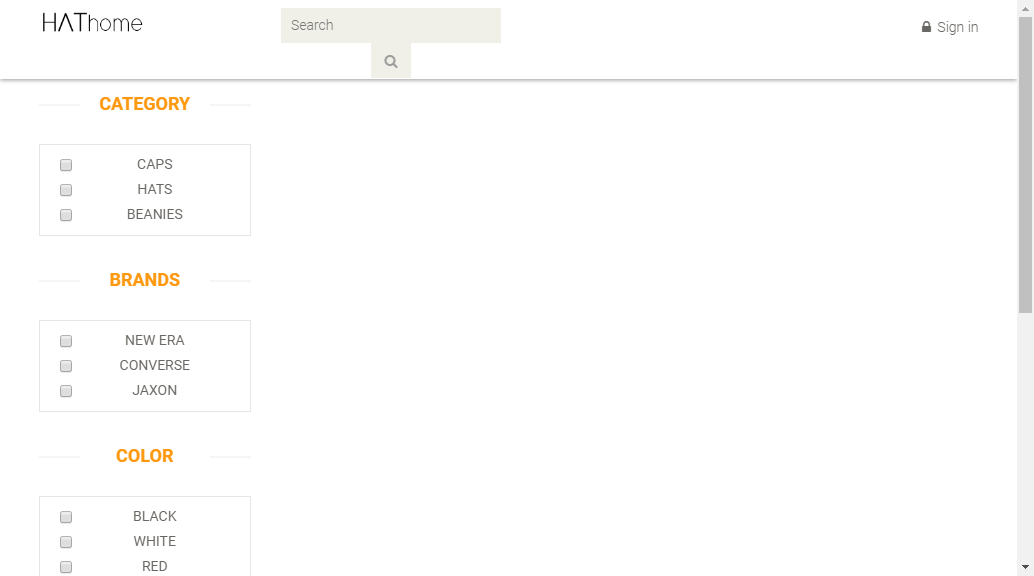 HAThome
Search
Sign in
CATEGORY
CAPS
HATS
BEANIES
BRANDS
NEW ERA
CONVERSE
JAXON
COLOR
BLACK
WHITE
RED